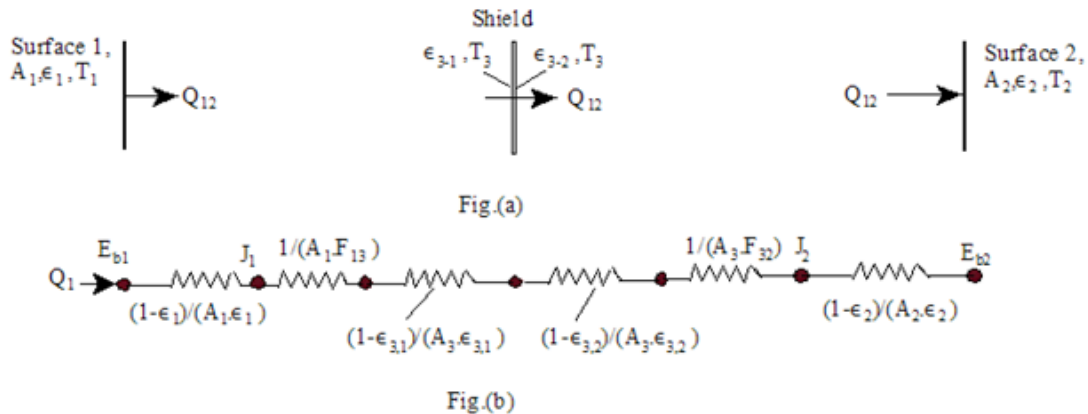 Shield
Surface 1,
A₁,ϵ₁,T₁
ϵ₃₋₁,T₃
ϵ₃₋₂,T₃
Surface 2,
A₂,ϵ₂,T₂
Q₁₂
Q₁₂
Q₁₂
Fig.(a)
E_b1
J₁
1/(A₁.F₁₃)
1/(A₃.F₃₂)
J₂
E_b2
Q₁
(1-ϵ₁)/(A₁.ϵ₁)
(1-ϵ₃,₁)/(A₃.ϵ₃,₁)
(1-ϵ₃,₂)/(A₃.ϵ₃,₂)
(1-ϵ₂)/(A₂.ϵ₂)
Fig.(b)